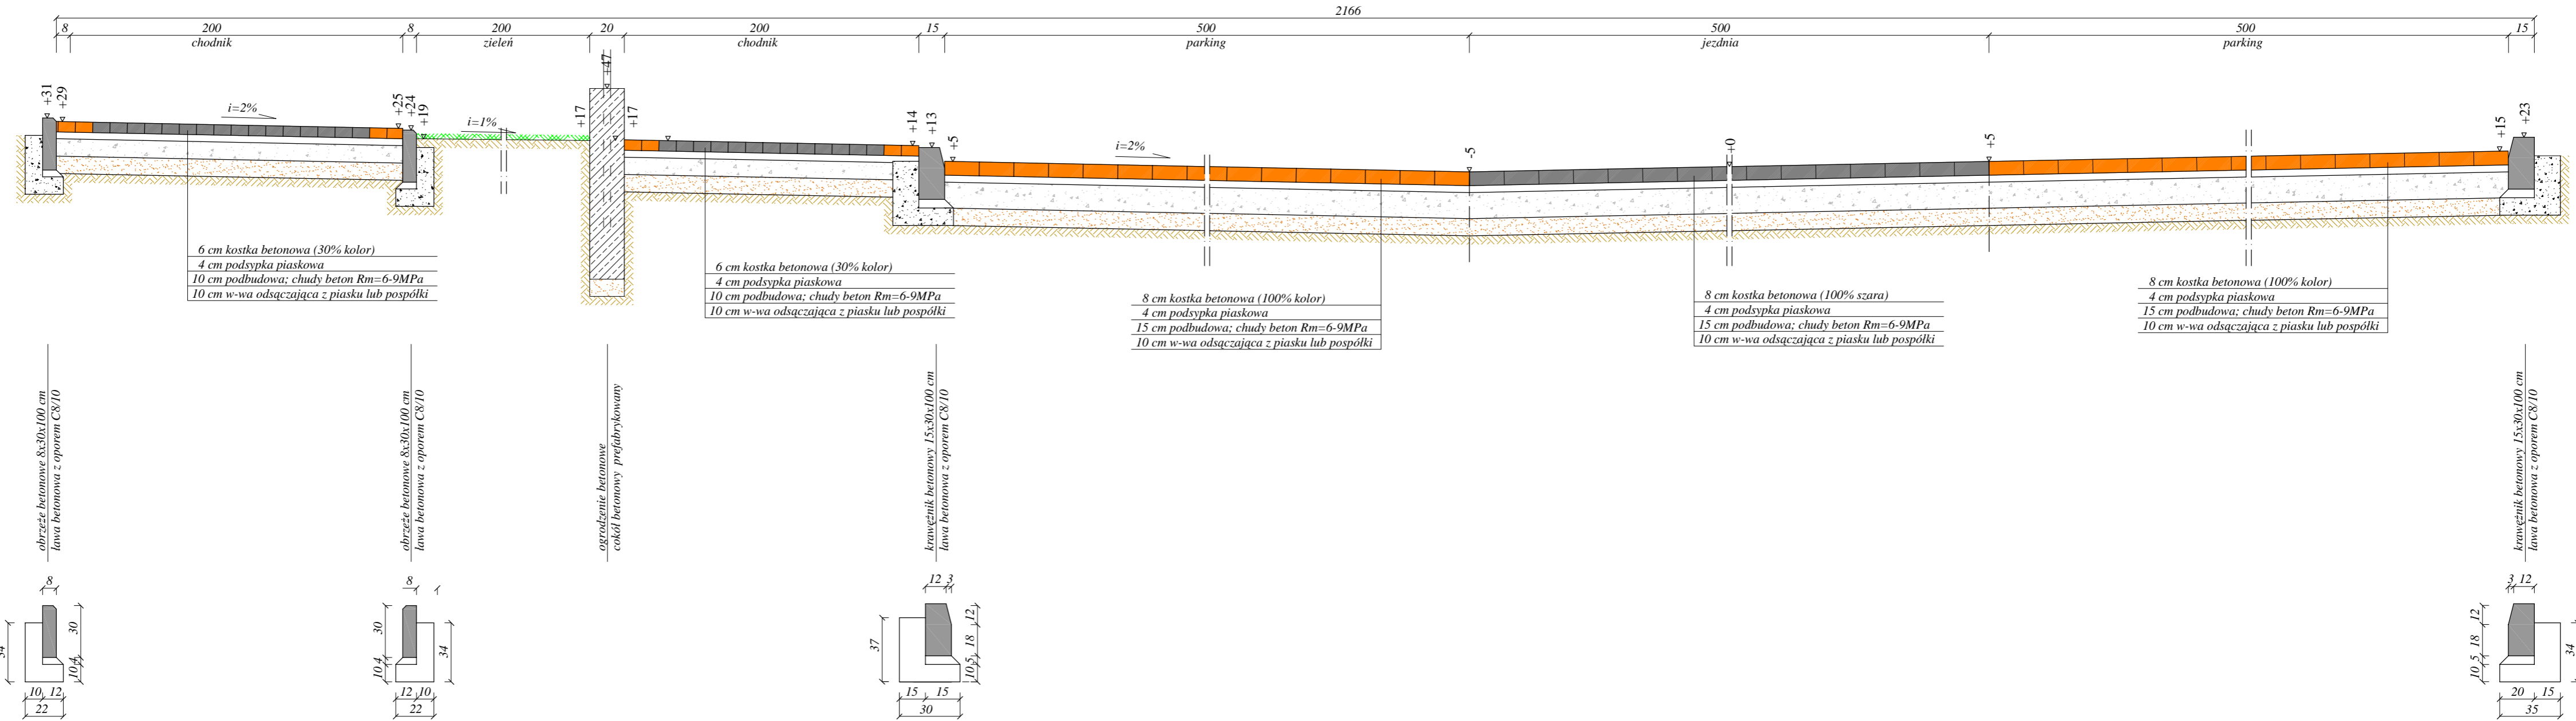 2166
8 200 8 200 20 200 15 500 500 500 15
chodnik zieleń chodnik parking jezdnia parking
+31 +29 i=2% +25 +24 +19 i=1% +17 +47 +17 +14 +13 +5 i=2% -5 +0 +5 +15 +23
6 cm kostka betonowa (30% kolor)
4 cm podsypka piaskowa
10 cm podbudowa; chudy beton Rm=6-9MPa
10 cm w-wa odsączająca z piasku lub pospółki
6 cm kostka betonowa (30% kolor)
4 cm podsypka piaskowa
10 cm podbudowa; chudy beton Rm=6-9MPa
10 cm w-wa odsączająca z piasku lub pospółki
8 cm kostka betonowa (100% kolor)
4 cm podsypka piaskowa
15 cm podbudowa; chudy beton Rm=6-9MPa
10 cm w-wa odsączająca z piasku lub pospółki
8 cm kostka betonowa (100% szara)
4 cm podsypka piaskowa
15 cm podbudowa; chudy beton Rm=6-9MPa
10 cm w-wa odsączająca z piasku lub pospółki
8 cm kostka betonowa (100% kolor)
4 cm podsypka piaskowa
15 cm podbudowa; chudy beton Rm=6-9MPa
10 cm w-wa odsączająca z piasku lub pospółki
obrzeże betonowe 8x30x100 cm
ława betonowa z oporem C8/10
obrzeże betonowe 8x30x100 cm
ława betonowa z oporem C8/10
ogrodzenie betonowe
cokół betonowy prefabrykowany
krawężnik betonowy 15x30x100 cm
ława betonowa z oporem C8/10
krawężnik betonowy 15x30x100 cm
ława betonowa z oporem C8/10
8
34 30 4 10
10 12
22
8
30 4 10 34
12 10
22
12 3
37 12 18 5 10
15 15
30
3 12
12 18 5 10 34
20 15
35